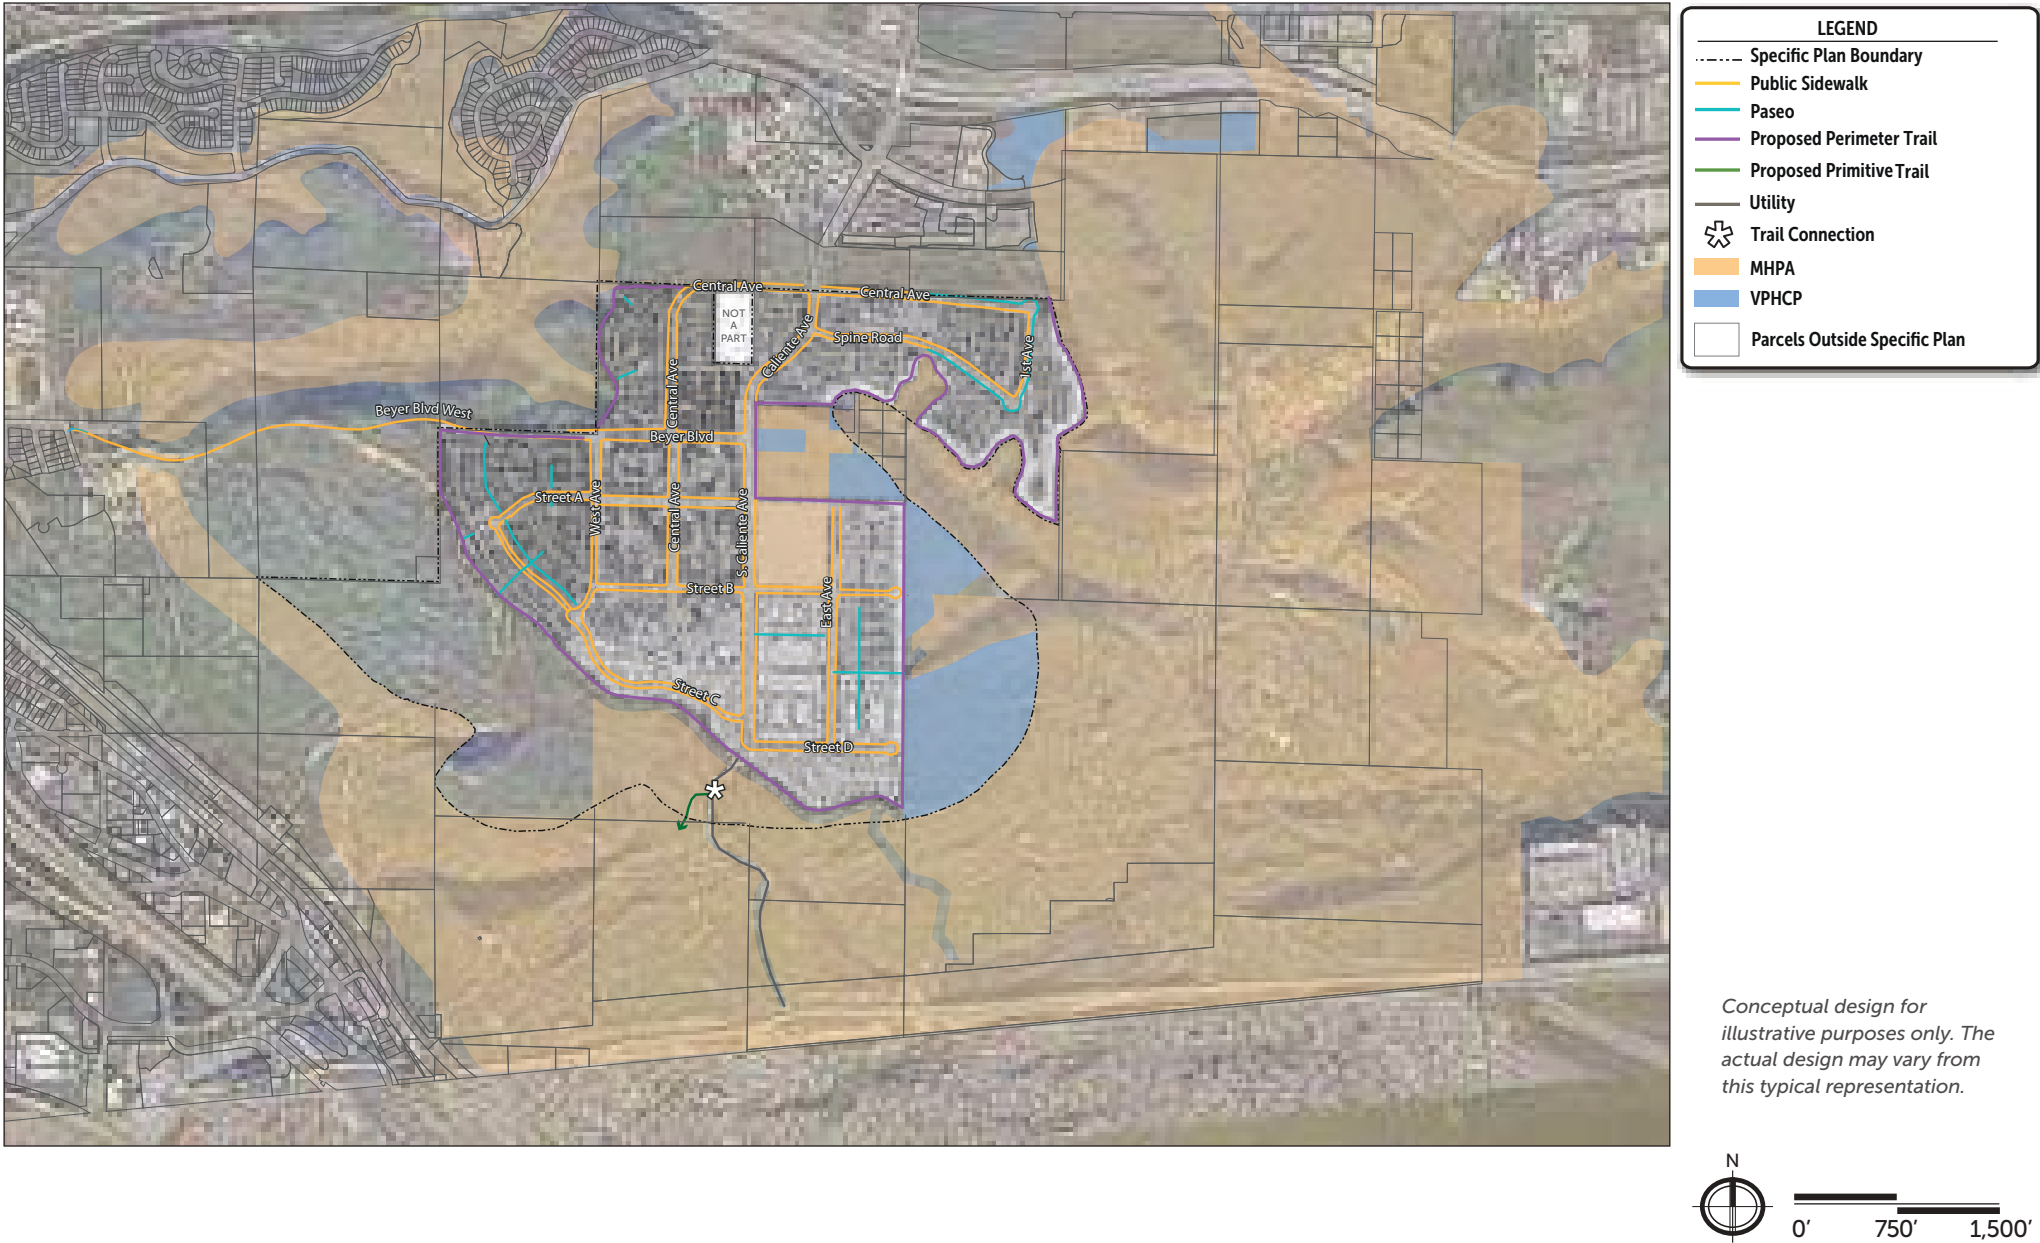 LEGEND
Specific Plan Boundary
Public Sidewalk
Paseo
Proposed Perimeter Trail
Proposed Primitive Trail
Utility
Trail Connection
MHPA
VPHCP
Parcels Outside Specific Plan
Central Ave
Central Ave
NOT
A
PART
Caliente Ave
Spine Road
1st Ave
Central Ave
Beyer Blvd West
Beyer Blvd
Street A
West Ave
Central Ave
S. Caliente Ave
Street B
East Ave
Street C
Street D
Conceptual design for
illustrative purposes only. The
actual design may vary from
this typical representation.
N
0' 750' 1,500'